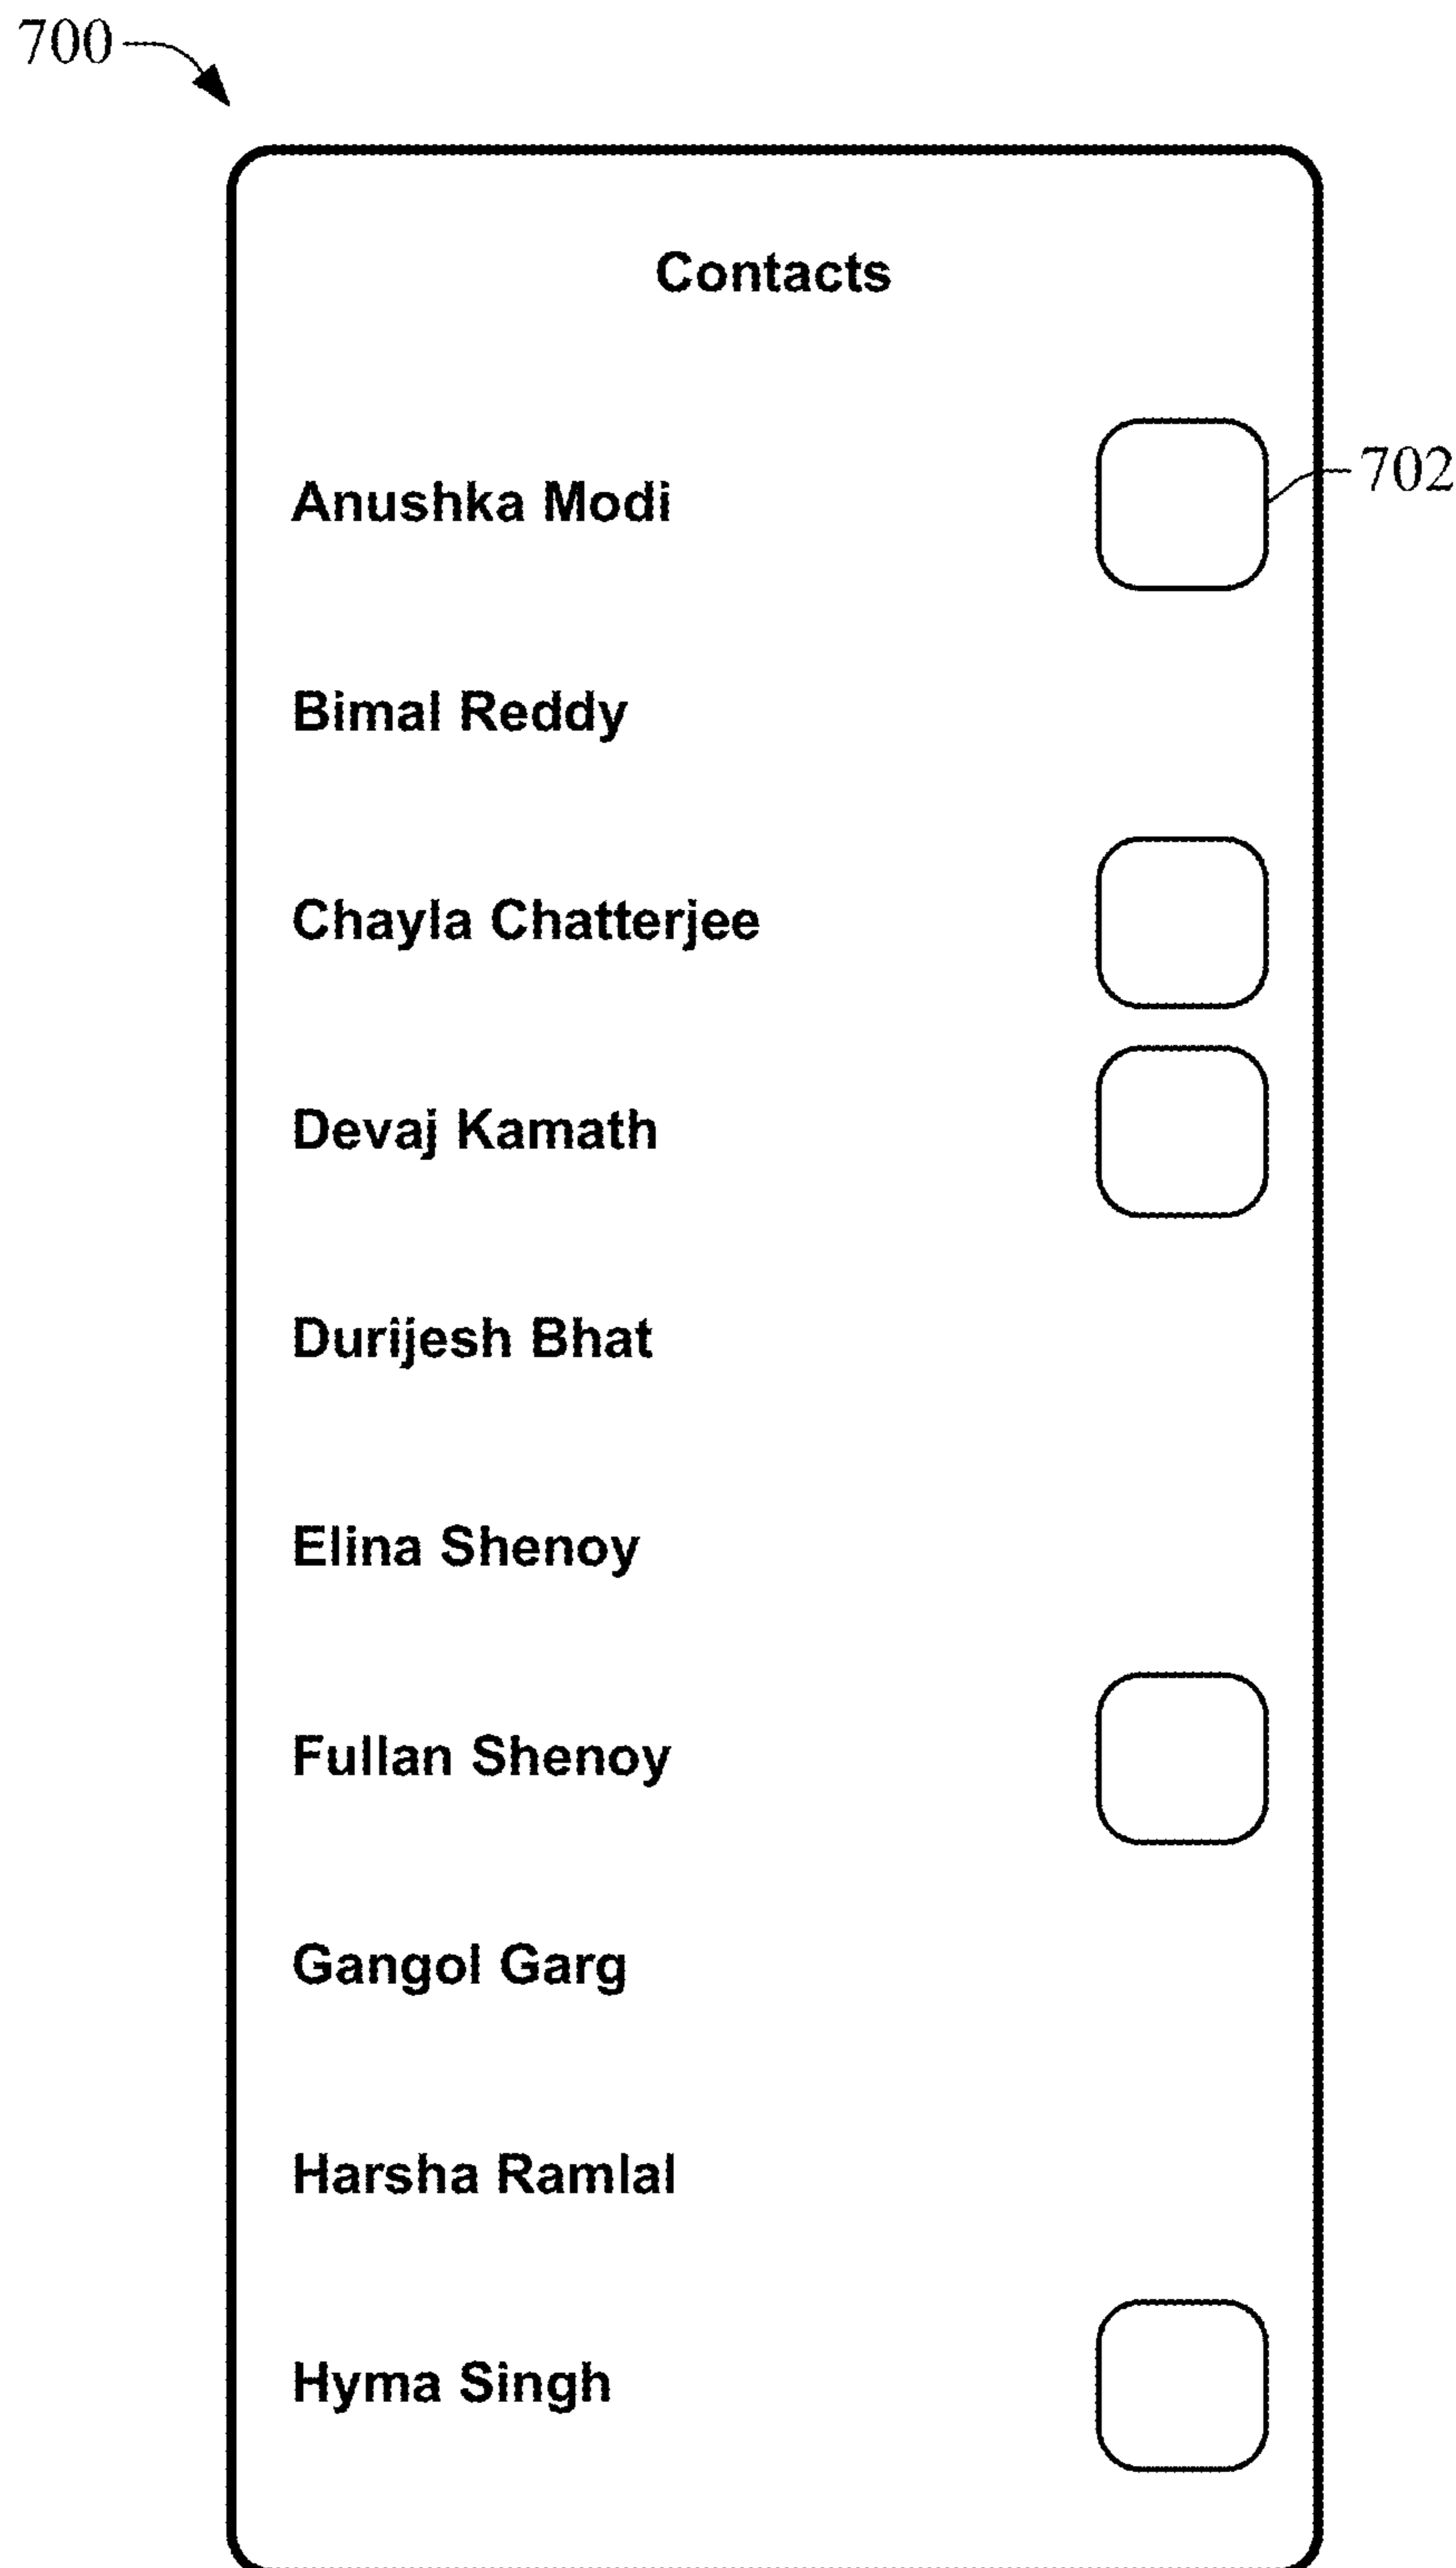 700
Contacts
Anushka Modi
702
Bimal Reddy
Chayla Chatterjee
Devaj Kamath
Durijesh Bhat
Elina Shenoy
Fullan Shenoy
Gangol Garg
Harsha Ramlal
Hyma Singh